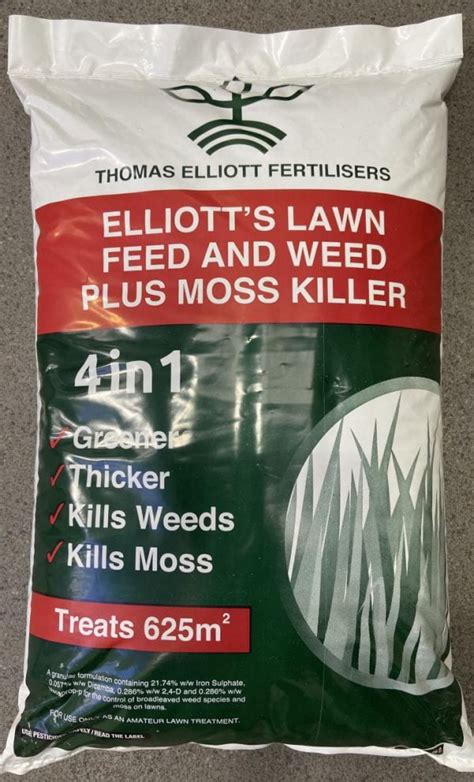 THOMAS ELLIOTT FERTILISERS
ELLIOTT'S LAWN
FEED AND WEED
PLUS MOSS KILLER
4in1
✓Greener
✓Thicker
✓Kills Weeds
✓Kills Moss
Treats 625m²
A granular formulation containing 21.74% w/w Iron Sulphate,
w/w Dicamba, 0.286% w/w 2,4-D and 0.286% w/w
for the control of broadleaved weed species and
moss on lawns.
FOR USE ONLY AS AN AMATEUR LAWN TREATMENT.
USE PESTICIDES SAFELY / READ THE LABEL